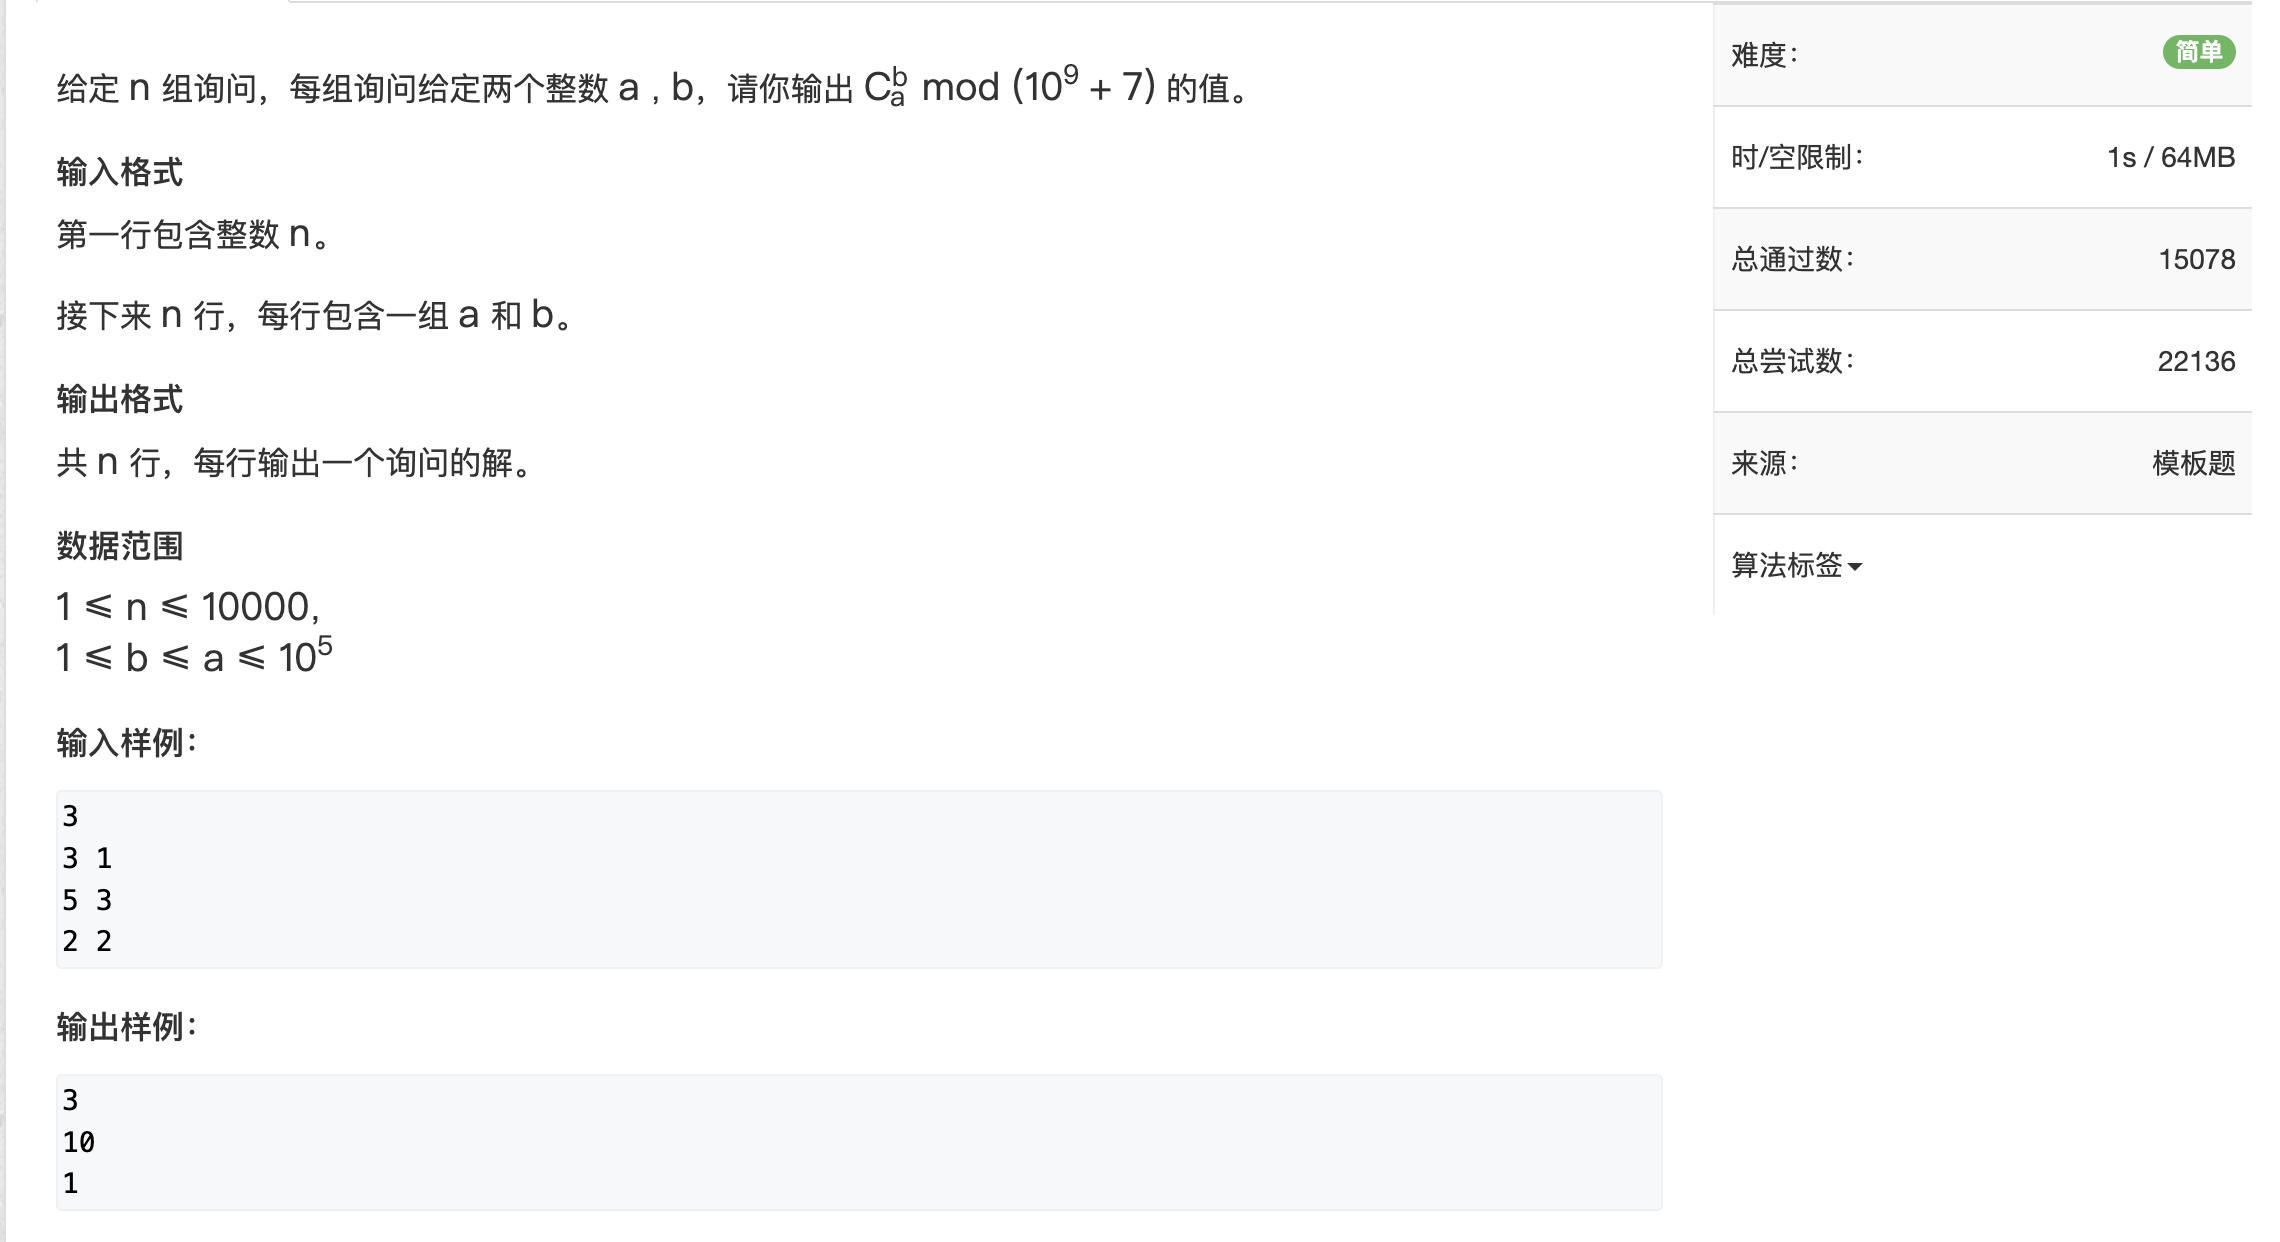 给定 n 组询问，每组询问给定两个整数 a , b，请你输出 C_a^b mod (10^9 + 7) 的值。
输入格式
第一行包含整数 n。
接下来 n 行，每行包含一组 a 和 b。
输出格式
共 n 行，每行输出一个询问的解。
数据范围
1 ⩽ n ⩽ 10000,
1 ⩽ b ⩽ a ⩽ 10^5
输入样例：
3
3 1
5 3
2 2
输出样例：
3
10
1
难度： 简单
时/空限制： 1s / 64MB
总通过数： 15078
总尝试数： 22136
来源： 模板题
算法标签